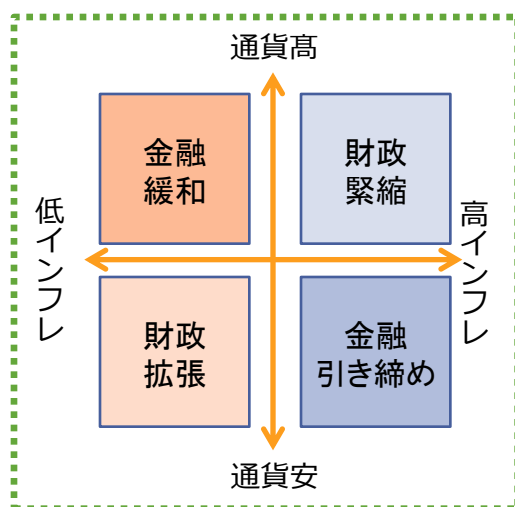 通貨髙
金融
緩和
財政
緊縮
低インフレ
高インフレ
財政
拡張
金融
引き締め
通貨安